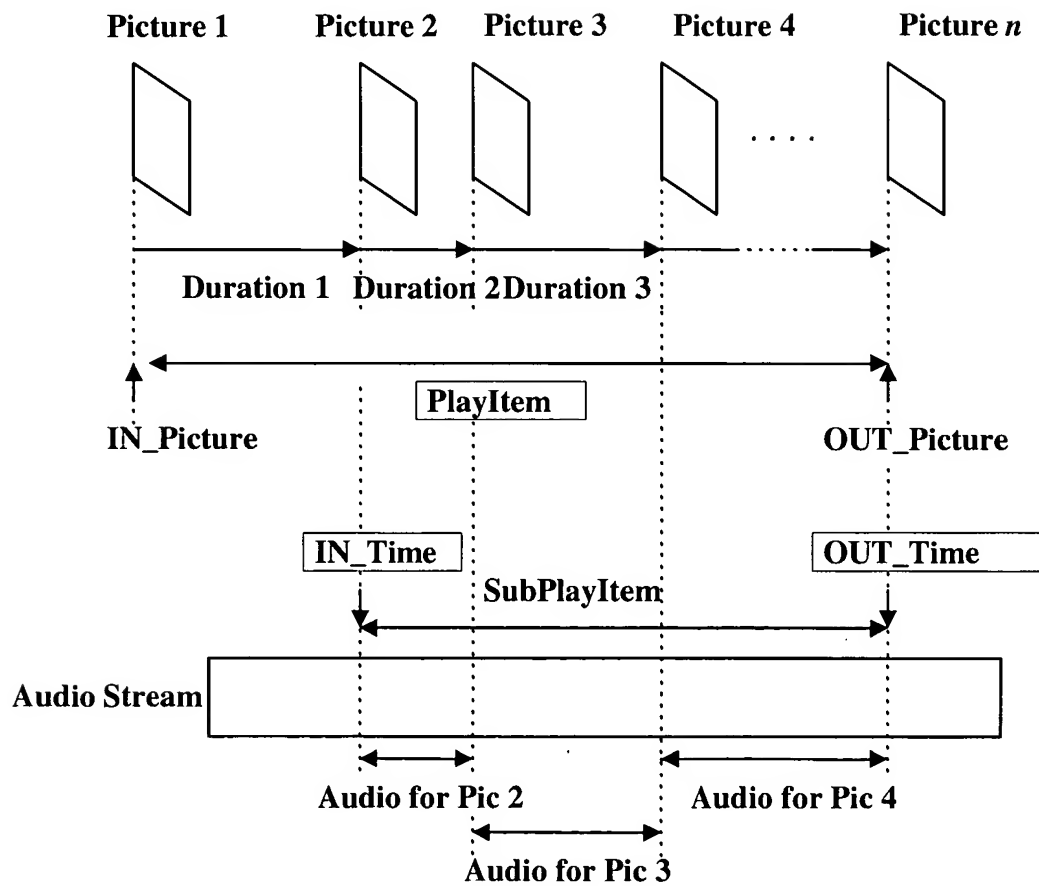 Picture 1 Picture 2 Picture 3 Picture 4 Picture n
. . . .
Duration 1 Duration 2 Duration 3
PlayItem
IN_Picture OUT_Picture
IN_Time OUT_Time
SubPlayItem
Audio Stream
Audio for Pic 2 Audio for Pic 4
Audio for Pic 3